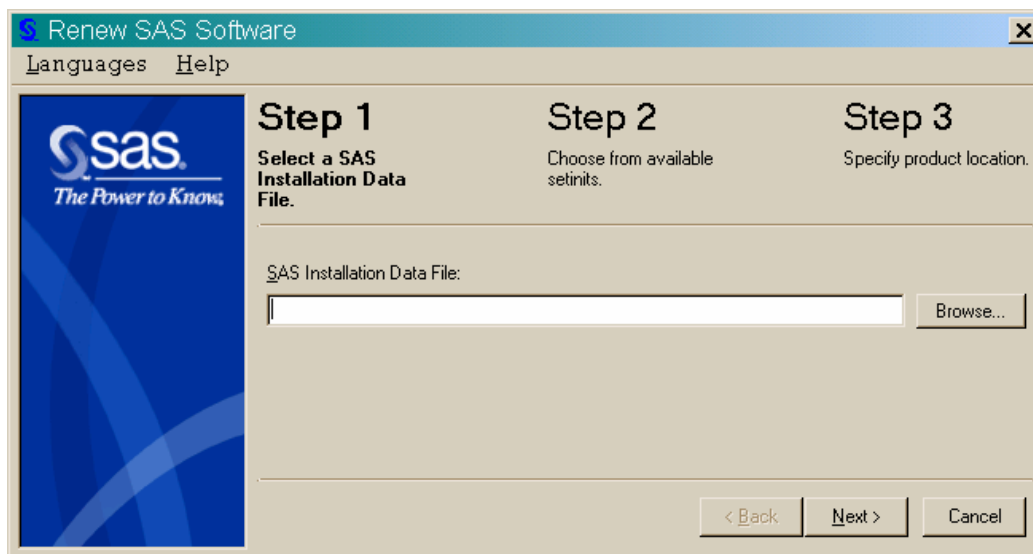 Renew SAS Software
Languages Help
sas.
The Power to Know.
Step 1
Select a SAS
Installation Data
File.
Step 2
Choose from available
setinits.
Step 3
Specify product location.
SAS Installation Data File:
Browse...
< Back
Next >
Cancel